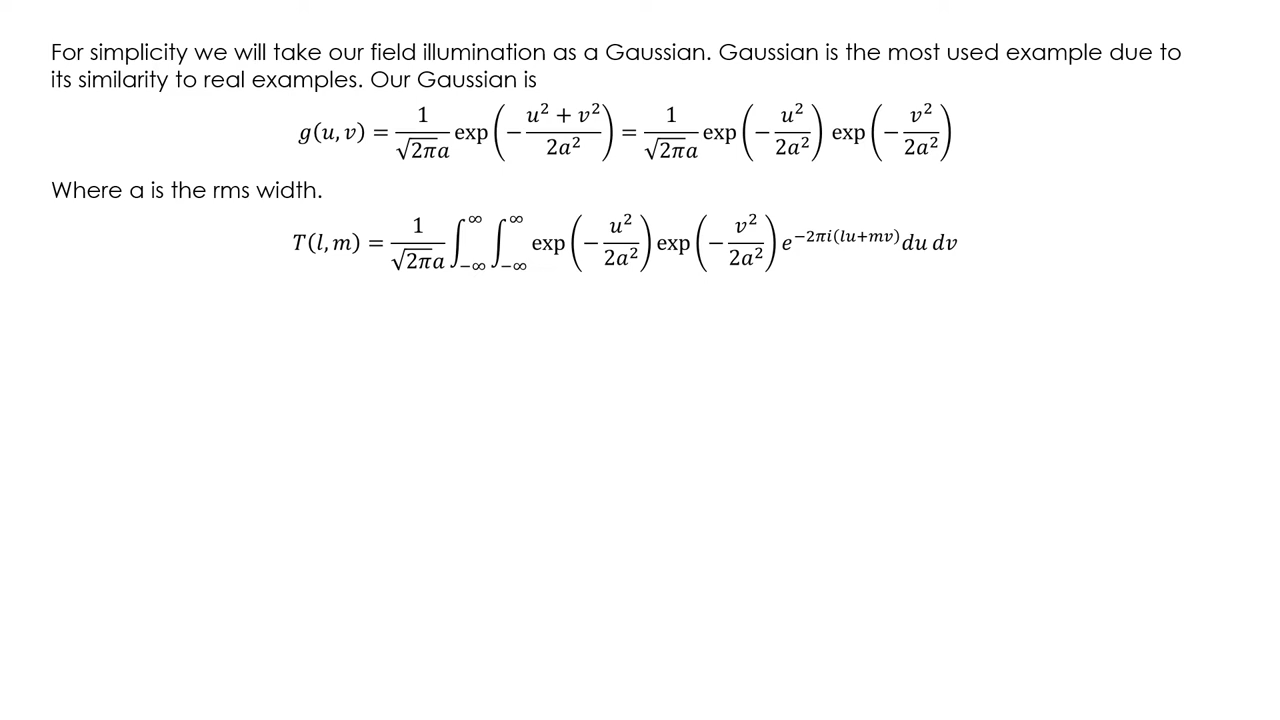 For simplicity we will take our field illumination as a Gaussian. Gaussian is the most used example due to
its similarity to real examples. Our Gaussian is
g(u, v) = 1/(√2π a) exp(−(u² + v²)/(2a²)) = 1/(√2π a) exp(−u²/(2a²)) exp(−v²/(2a²))
Where a is the rms width.
T(l, m) = 1/(√2π a) ∫_{−∞}^{∞} ∫_{−∞}^{∞} exp(−u²/(2a²)) exp(−v²/(2a²)) e^{−2πi(lu+mv)} du dv